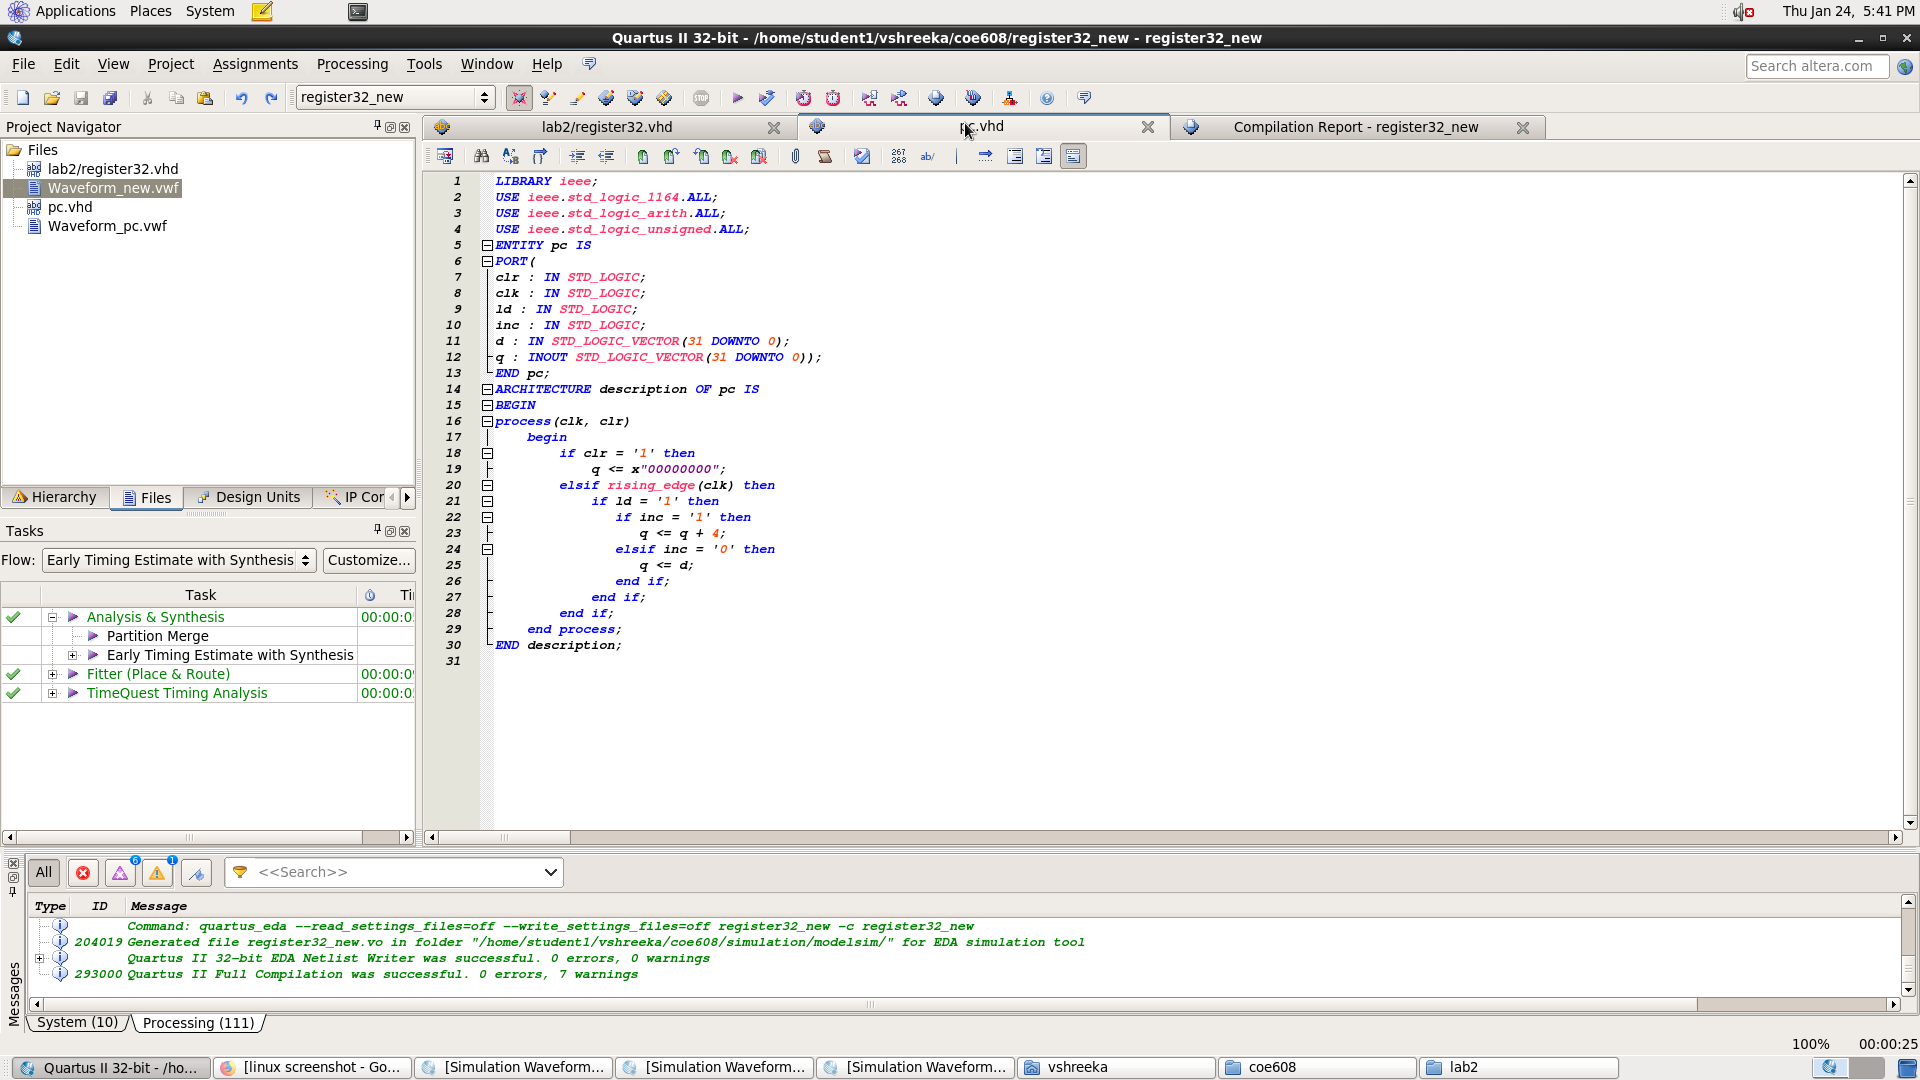 Applications Places System Thu Jan 24, 5:41 PM
Quartus II 32-bit - /home/student1/vshreeka/coe608/register32_new - register32_new
File Edit View Project Assignments Processing Tools Window Help Search altera.com
register32_new STOP
Project Navigator
Files
lab2/register32.vhd
Waveform_new.vwf
pc.vhd
Waveform_pc.vwf
Hierarchy Files Design Units IP Cor
Tasks
Flow: Early Timing Estimate with Synthesis Customize...
Task Ti
Analysis & Synthesis 00:00:0
Partition Merge
Early Timing Estimate with Synthesis
Fitter (Place & Route) 00:00:0
TimeQuest Timing Analysis 00:00:0
lab2/register32.vhd pc.vhd Compilation Report - register32_new
267 268 ab/
1 LIBRARY ieee;
2 USE ieee.std_logic_1164.ALL;
3 USE ieee.std_logic_arith.ALL;
4 USE ieee.std_logic_unsigned.ALL;
5 ENTITY pc IS
6 PORT(
7 clr : IN STD_LOGIC;
8 clk : IN STD_LOGIC;
9 ld : IN STD_LOGIC;
10 inc : IN STD_LOGIC;
11 d : IN STD_LOGIC_VECTOR(31 DOWNTO 0);
12 q : INOUT STD_LOGIC_VECTOR(31 DOWNTO 0));
13 END pc;
14 ARCHITECTURE description OF pc IS
15 BEGIN
16 process(clk, clr)
17 begin
18 if clr = '1' then
19 q <= x"00000000";
20 elsif rising_edge(clk) then
21 if ld = '1' then
22 if inc = '1' then
23 q <= q + 4;
24 elsif inc = '0' then
25 q <= d;
26 end if;
27 end if;
28 end if;
29 end process;
30 END description;
31
All 6 1 <<Search>>
Type ID Message
Command: quartus_eda --read_settings_files=off --write_settings_files=off register32_new -c register32_new
204019 Generated file register32_new.vo in folder "/home/student1/vshreeka/coe608/simulation/modelsim/" for EDA simulation tool
Quartus II 32-bit EDA Netlist Writer was successful. 0 errors, 0 warnings
293000 Quartus II Full Compilation was successful. 0 errors, 7 warnings
Messages
System (10) Processing (111)
100% 00:00:25
Quartus II 32-bit - /ho... [linux screenshot - Go... [Simulation Waveform... [Simulation Waveform... [Simulation Waveform... vshreeka coe608 lab2